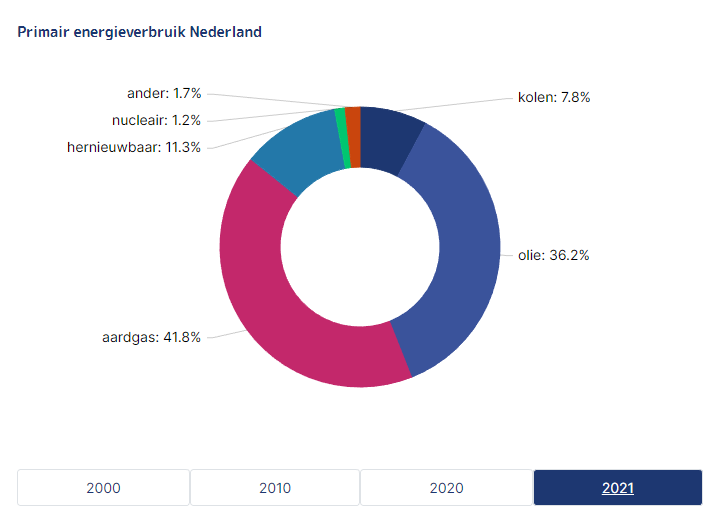 Primair energieverbruik Nederland
ander: 1.7%
kolen: 7.8%
nucleair: 1.2%
hernieuwbaar: 11.3%
olie: 36.2%
aardgas: 41.8%
2000
2010
2020
2021